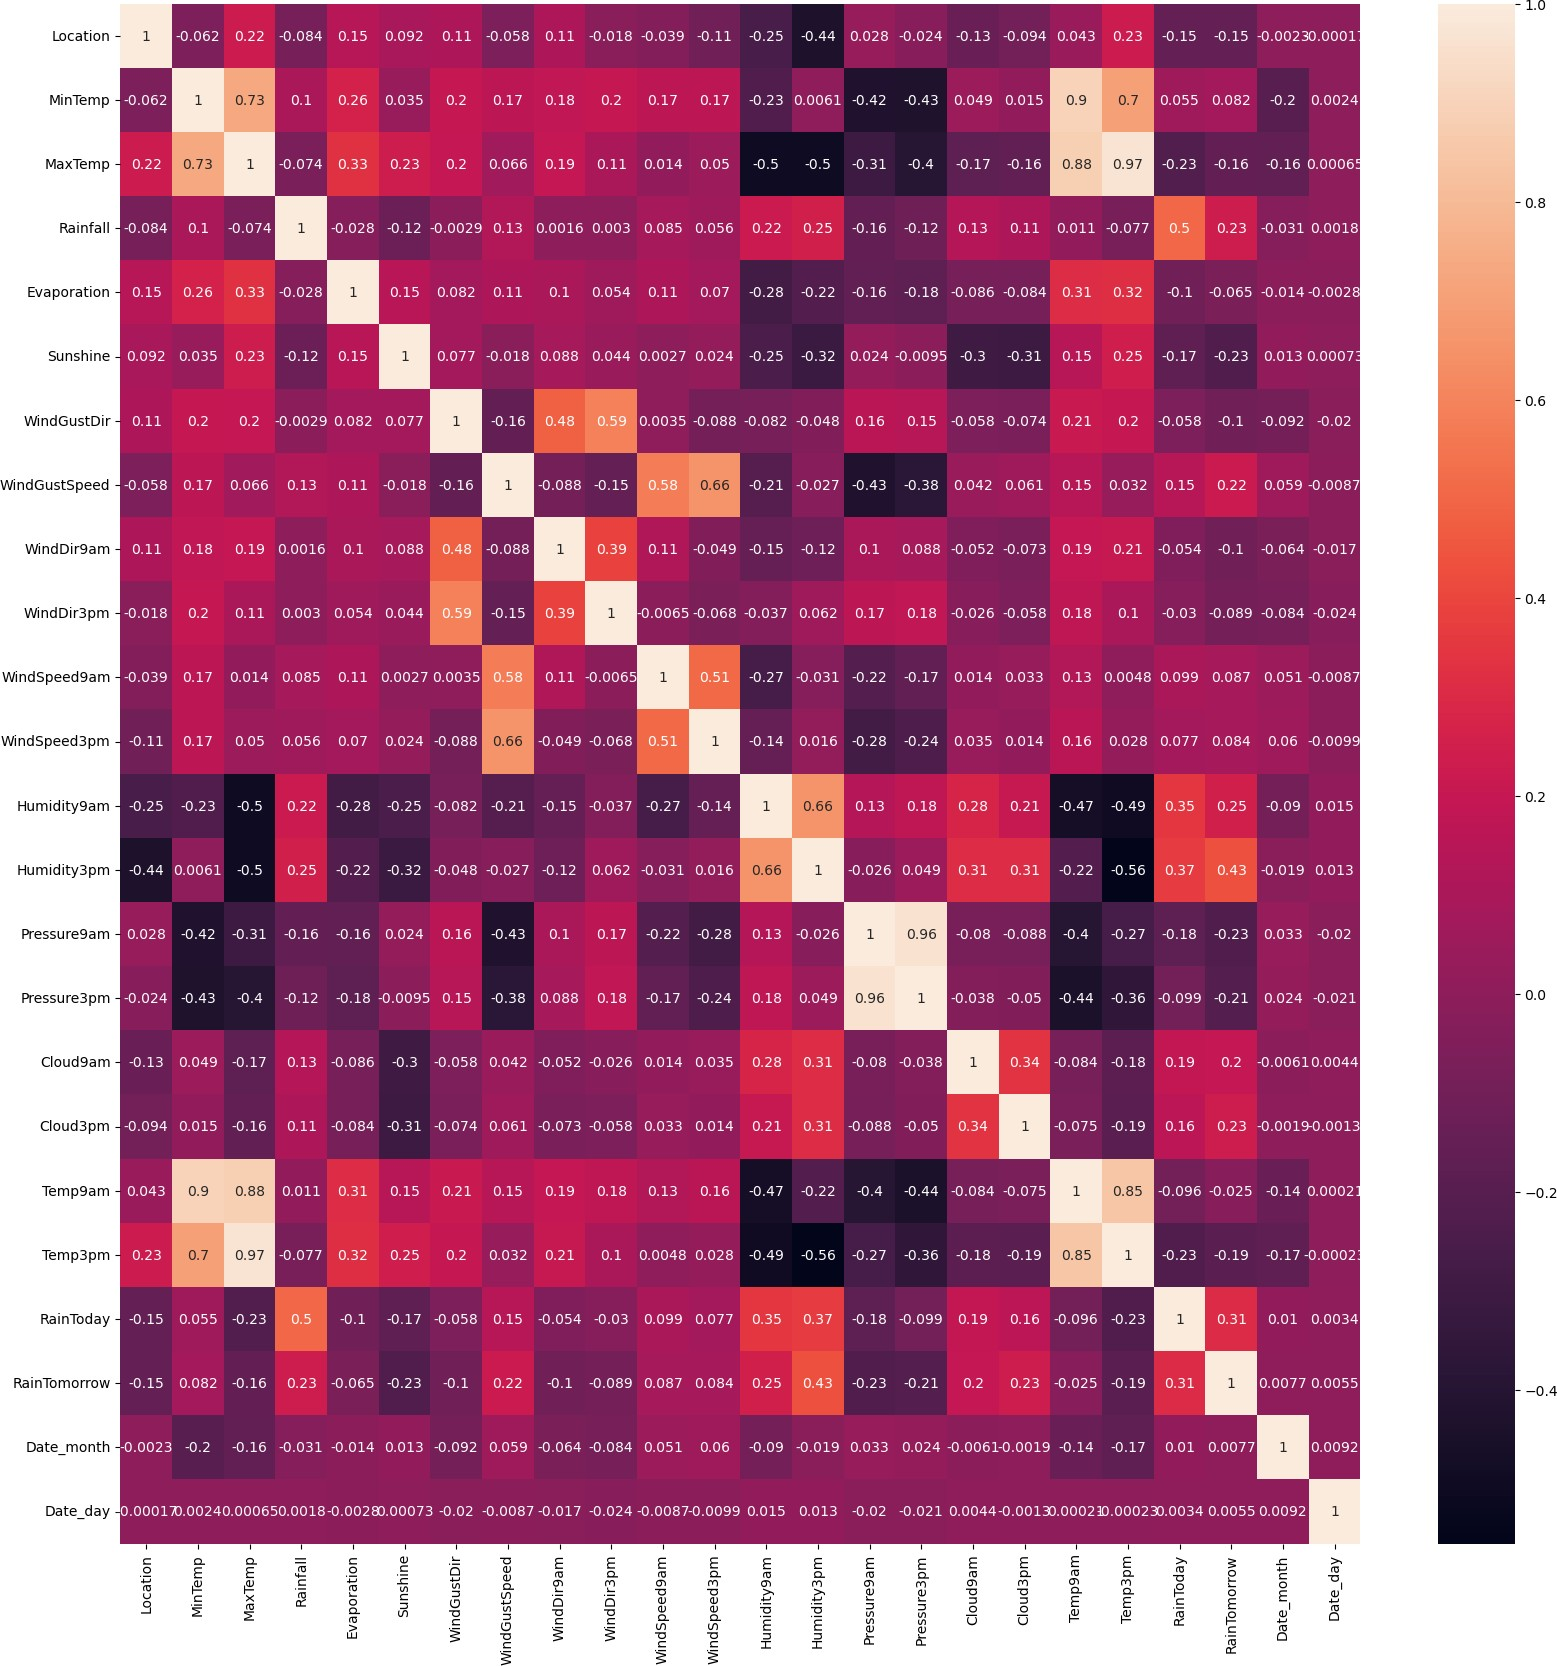 Location 1 -0.062 0.22 -0.084 0.15 0.092 0.11 -0.058 0.11 -0.018 -0.039 -0.11 -0.25 -0.44 0.028 -0.024 -0.13 -0.094 0.043 0.23 -0.15 -0.15 -0.0023 0.00017
MinTemp -0.062 1 0.73 0.1 0.26 0.035 0.2 0.17 0.18 0.2 0.17 0.17 -0.23 0.0061 -0.42 -0.43 0.049 0.015 0.9 0.7 0.055 0.082 -0.2 0.0024
MaxTemp 0.22 0.73 1 -0.074 0.33 0.23 0.2 0.066 0.19 0.11 0.014 0.05 -0.5 -0.5 -0.31 -0.4 -0.17 -0.16 0.88 0.97 -0.23 -0.16 -0.16 0.00065
Rainfall -0.084 0.1 -0.074 1 -0.028 -0.12 -0.0029 0.13 0.0016 0.003 0.085 0.056 0.22 0.25 -0.16 -0.12 0.13 0.11 0.011 -0.077 0.5 0.23 -0.031 0.0018
Evaporation 0.15 0.26 0.33 -0.028 1 0.15 0.082 0.11 0.1 0.054 0.11 0.07 -0.28 -0.22 -0.16 -0.18 -0.086 -0.084 0.31 0.32 -0.1 -0.065 -0.014 -0.0028
Sunshine 0.092 0.035 0.23 -0.12 0.15 1 0.077 -0.018 0.088 0.044 0.0027 0.024 -0.25 -0.32 0.024 -0.0095 -0.3 -0.31 0.15 0.25 -0.17 -0.23 0.013 0.00073
WindGustDir 0.11 0.2 0.2 -0.0029 0.082 0.077 1 -0.16 0.48 0.59 0.0035 -0.088 -0.082 -0.048 0.16 0.15 -0.058 -0.074 0.21 0.2 -0.058 -0.1 -0.092 -0.02
WindGustSpeed -0.058 0.17 0.066 0.13 0.11 -0.018 -0.16 1 -0.088 -0.15 0.58 0.66 -0.21 -0.027 -0.43 -0.38 0.042 0.061 0.15 0.032 0.15 0.22 0.059 -0.0087
WindDir9am 0.11 0.18 0.19 0.0016 0.1 0.088 0.48 -0.088 1 0.39 0.11 -0.049 -0.15 -0.12 0.1 0.088 -0.052 -0.073 0.19 0.21 -0.054 -0.1 -0.064 -0.017
WindDir3pm -0.018 0.2 0.11 0.003 0.054 0.044 0.59 -0.15 0.39 1 -0.0065 -0.068 -0.037 0.062 0.17 0.18 -0.026 -0.058 0.18 0.1 -0.03 -0.089 -0.084 -0.024
WindSpeed9am -0.039 0.17 0.014 0.085 0.11 0.0027 0.0035 0.58 0.11 -0.0065 1 0.51 -0.27 -0.031 -0.22 -0.17 0.014 0.033 0.13 0.0048 0.099 0.087 0.051 -0.0087
WindSpeed3pm -0.11 0.17 0.05 0.056 0.07 0.024 -0.088 0.66 -0.049 -0.068 0.51 1 -0.14 0.016 -0.28 -0.24 0.035 0.014 0.16 0.028 0.077 0.084 0.06 -0.0099
Humidity9am -0.25 -0.23 -0.5 0.22 -0.28 -0.25 -0.082 -0.21 -0.15 -0.037 -0.27 -0.14 1 0.66 0.13 0.18 0.28 0.21 -0.47 -0.49 0.35 0.25 -0.09 0.015
Humidity3pm -0.44 0.0061 -0.5 0.25 -0.22 -0.32 -0.048 -0.027 -0.12 0.062 -0.031 0.016 0.66 1 -0.026 0.049 0.31 0.31 -0.22 -0.56 0.37 0.43 -0.019 0.013
Pressure9am 0.028 -0.42 -0.31 -0.16 -0.16 0.024 0.16 -0.43 0.1 0.17 -0.22 -0.28 0.13 -0.026 1 0.96 -0.08 -0.088 -0.4 -0.27 -0.18 -0.23 0.033 -0.02
Pressure3pm -0.024 -0.43 -0.4 -0.12 -0.18 -0.0095 0.15 -0.38 0.088 0.18 -0.17 -0.24 0.18 0.049 0.96 1 -0.038 -0.05 -0.44 -0.36 -0.099 -0.21 0.024 -0.021
Cloud9am -0.13 0.049 -0.17 0.13 -0.086 -0.3 -0.058 0.042 -0.052 -0.026 0.014 0.035 0.28 0.31 -0.08 -0.038 1 0.34 -0.084 -0.18 0.19 0.2 -0.0061 0.0044
Cloud3pm -0.094 0.015 -0.16 0.11 -0.084 -0.31 -0.074 0.061 -0.073 -0.058 0.033 0.014 0.21 0.31 -0.088 -0.05 0.34 1 -0.075 -0.19 0.16 0.23 -0.0019 -0.0013
Temp9am 0.043 0.9 0.88 0.011 0.31 0.15 0.21 0.15 0.19 0.18 0.13 0.16 -0.47 -0.22 -0.4 -0.44 -0.084 -0.075 1 0.85 -0.096 -0.025 -0.14 0.00021
Temp3pm 0.23 0.7 0.97 -0.077 0.32 0.25 0.2 0.032 0.21 0.1 0.0048 0.028 -0.49 -0.56 -0.27 -0.36 -0.18 -0.19 0.85 1 -0.23 -0.19 -0.17 -0.00023
RainToday -0.15 0.055 -0.23 0.5 -0.1 -0.17 -0.058 0.15 -0.054 -0.03 0.099 0.077 0.35 0.37 -0.18 -0.099 0.19 0.16 -0.096 -0.23 1 0.31 0.01 0.0034
RainTomorrow -0.15 0.082 -0.16 0.23 -0.065 -0.23 -0.1 0.22 -0.1 -0.089 0.087 0.084 0.25 0.43 -0.23 -0.21 0.2 0.23 -0.025 -0.19 0.31 1 0.0077 0.0055
Date_month -0.0023 -0.2 -0.16 -0.031 -0.014 0.013 -0.092 0.059 -0.064 -0.084 0.051 0.06 -0.09 -0.019 0.033 0.024 -0.0061 -0.0019 -0.14 -0.17 0.01 0.0077 1 0.0092
Date_day -0.00017 0.0024 0.00065 0.0018 -0.0028 0.00073 -0.02 -0.0087 -0.017 -0.024 -0.0087 -0.0099 0.015 0.013 -0.02 -0.021 0.0044 -0.0013 0.00021 0.00023 0.0034 0.0055 0.0092 1
Location MinTemp MaxTemp Rainfall Evaporation Sunshine WindGustDir WindGustSpeed WindDir9am WindDir3pm WindSpeed9am WindSpeed3pm Humidity9am Humidity3pm Pressure9am Pressure3pm Cloud9am Cloud3pm Temp9am Temp3pm RainToday RainTomorrow Date_month Date_day
1.0
0.8
0.6
0.4
0.2
0.0
−0.2
−0.4